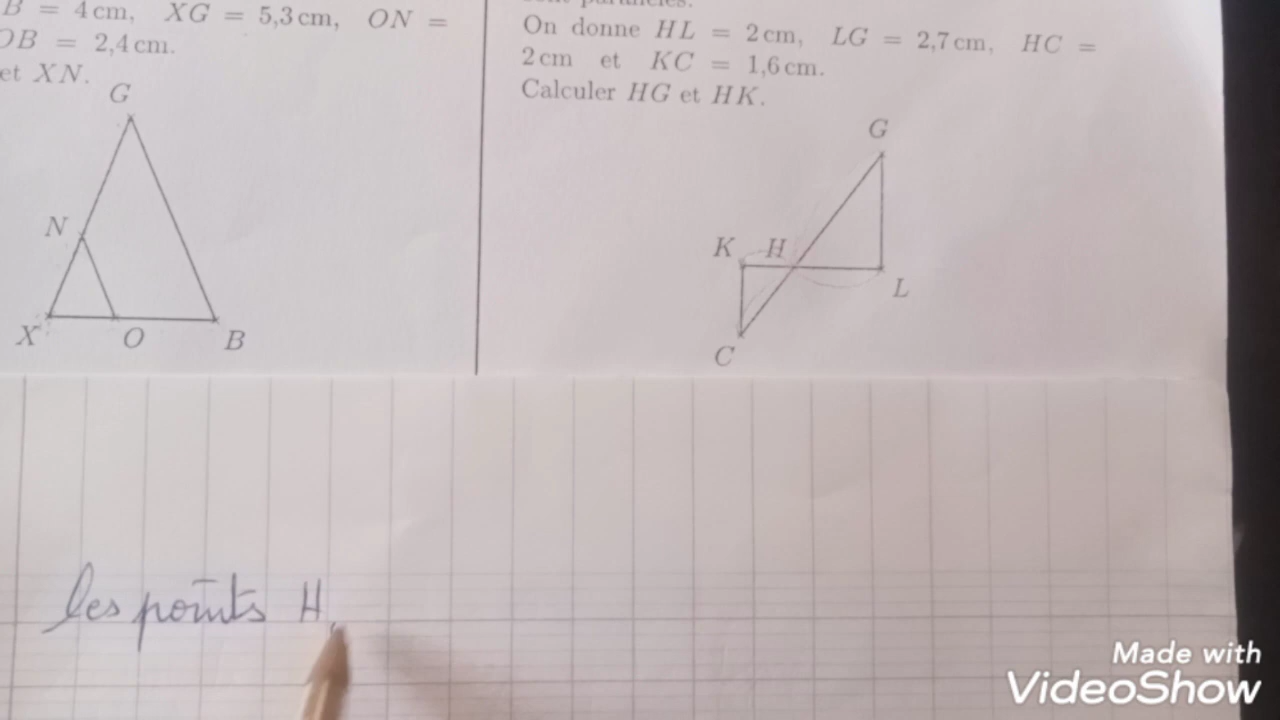 B = 4 cm, XG = 5,3 cm, ON =
OB = 2,4 cm.
et XN.
G
N
X
O
B
On donne HL = 2 cm, LG = 2,7 cm, HC =
2 cm et KC = 1,6 cm.
Calculer HG et HK.
G
K
H
L
C
les points H,
Made with
VideoShow